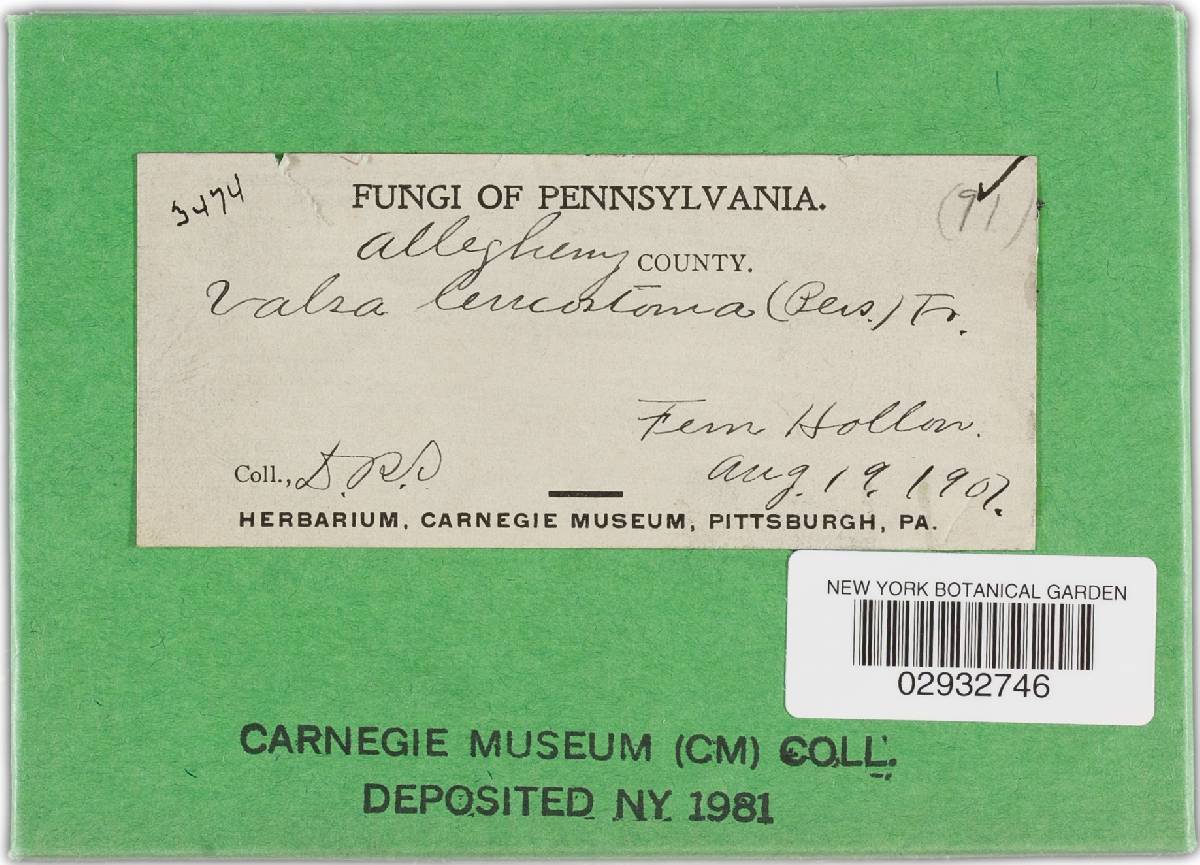 3474
FUNGI OF PENNSYLVANIA.
(91)
Allegheny COUNTY.
Valsa leucostoma (Pers.) Fr.
Fern Hollow.
Coll., D.R.S
Aug. 19, 1907.
HERBARIUM, CARNEGIE MUSEUM, PITTSBURGH, PA.
NEW YORK BOTANICAL GARDEN
02932746
CARNEGIE MUSEUM (CM) COLL.
DEPOSITED NY 1981